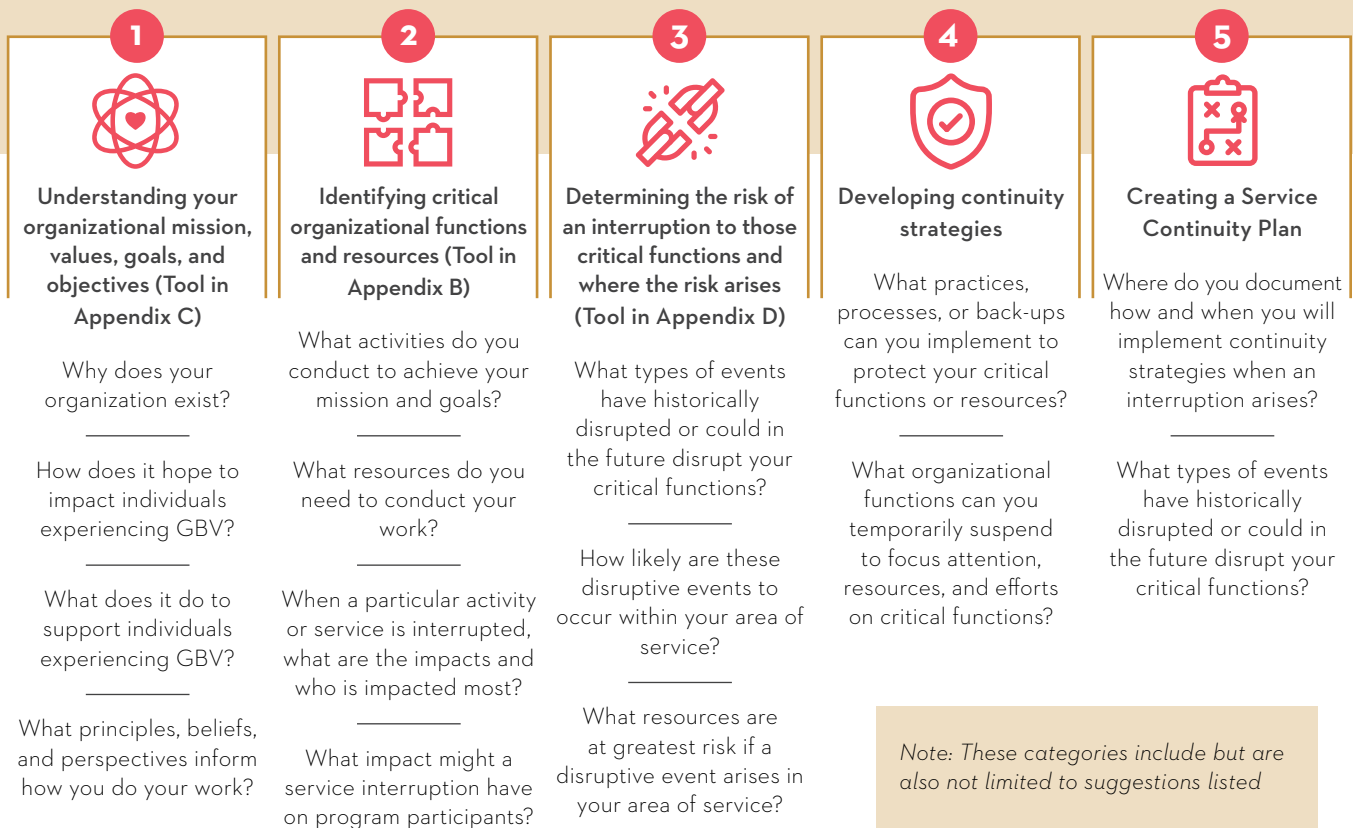 1
Understanding your
organizational mission,
values, goals, and
objectives (Tool in
Appendix C)
Why does your
organization exist?
How does it hope to
impact individuals
experiencing GBV?
What does it do to
support individuals
experiencing GBV?
What principles, beliefs,
and perspectives inform
how you do your work?
2
Identifying critical
organizational functions
and resources (Tool in
Appendix B)
What activities do you
conduct to achieve your
mission and goals?
What resources do you
need to conduct your
work?
When a particular activity
or service is interrupted,
what are the impacts and
who is impacted most?
What impact might a
service interruption have
on program participants?
3
Determining the risk of
an interruption to those
critical functions and
where the risk arises
(Tool in Appendix D)
What types of events
have historically
disrupted or could in
the future disrupt your
critical functions?
How likely are these
disruptive events to
occur within your area of
service?
What resources are
at greatest risk if a
disruptive event arises in
your area of service?
4
Developing continuity
strategies
What practices,
processes, or back-ups
can you implement to
protect your critical
functions or resources?
What organizational
functions can you
temporarily suspend
to focus attention,
resources, and efforts
on critical functions?
5
Creating a Service
Continuity Plan
Where do you document
how and when you will
implement continuity
strategies when an
interruption arises?
What types of events
have historically
disrupted or could in
the future disrupt your
critical functions?
Note: These categories include but are
also not limited to suggestions listed